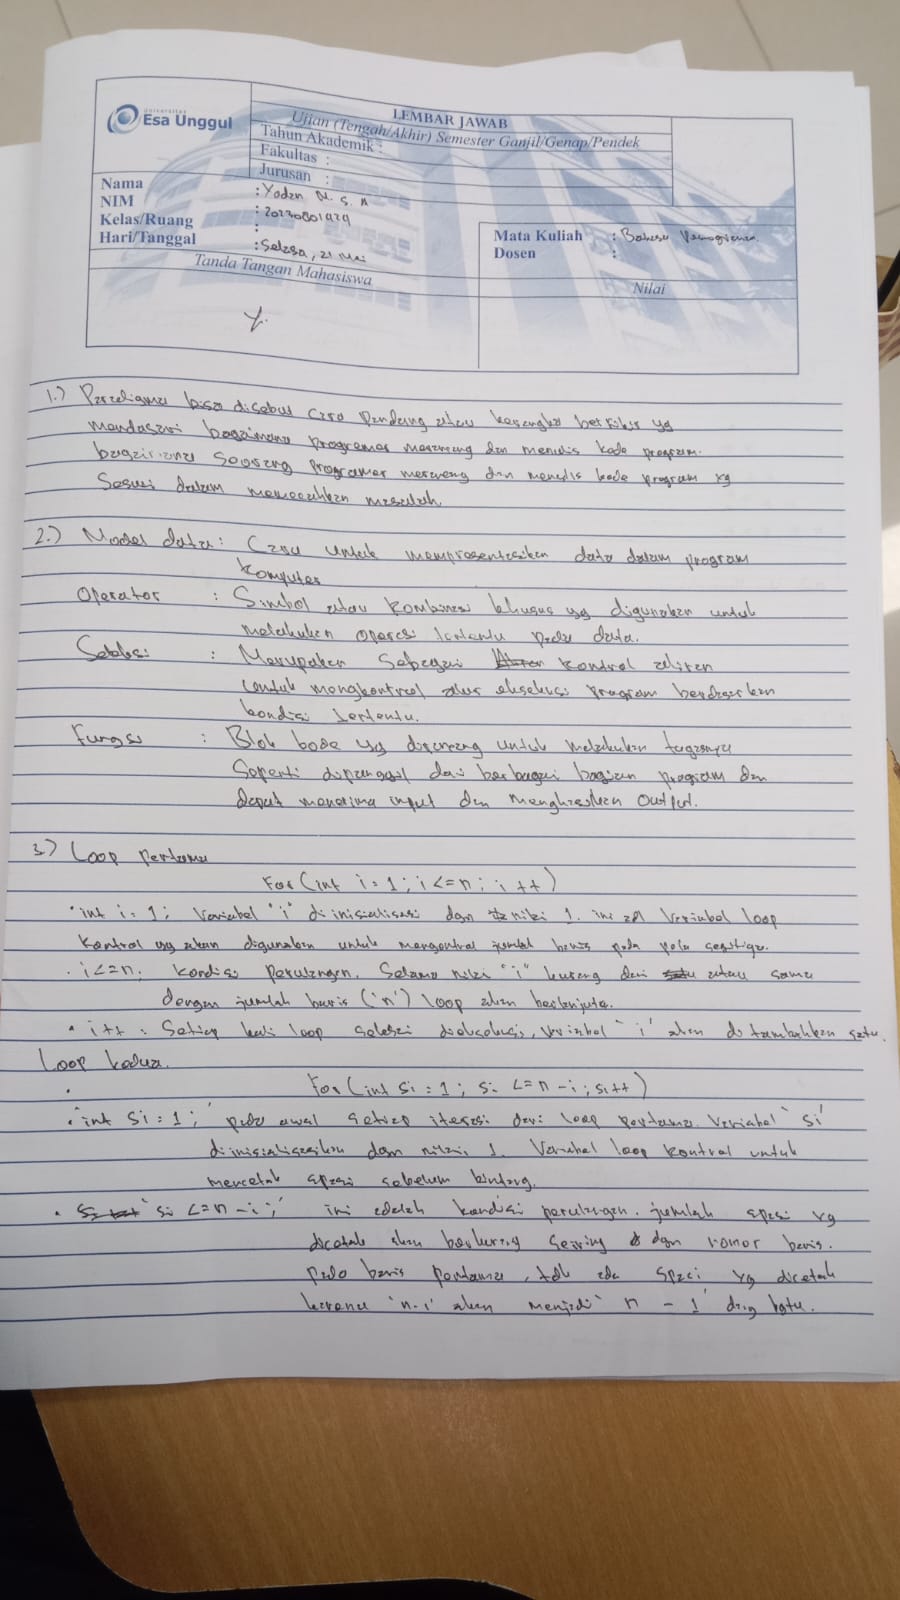 Universitas
Esa Unggul
LEMBAR JAWAB
Ujian (Tengah/Akhir) Semester Ganjil/Genap/Pendek
Tahun Akademik :
Fakultas :
Jurusan :
Nama : Yodan M. S. A
NIM : 20230801424
Kelas/Ruang :
Hari/Tanggal : Selasa, 21 Mei
Mata Kuliah : Bahasa
Dosen :
Tanda Tangan Mahasiswa
Nilai
1.) Paradigma bisa disebut cara pandang atau kerangka berfikir yg
mendasari bagaimana programer merancang dan menulis kode program.
bagaimana seorang programer merancang dan menulis kode program yg
Sesuai dalam memecahkan masalah.
2.) Model data : Cara untuk mempresentasikan data dalam program
Komputer
Operator : Simbol atau kombinasi khusus yg digunakan untuk
melakukan operasi tertentu pada data.
Seleksi : Merupakan Sebagai kontrol aliran
untuk mengkontrol alur eksekusi program berdasarkan
kondisi tertentu.
Fungsi : Blok kode yg dirancang untuk melakukan tugasnya
Seperti dipanggil dari berbagai bagian program dan
dapat menerima input dan menghasilkan output.
3.) Loop pertama
For (int i = 1; i <= n; i++)
• int i = 1; Variabel "i" di inisialisasi dgn nilai 1. ini adl Variabel loop
kontrol yg akan digunakan untuk mengontrol jumlah baris pada pola segitiga.
• i <= n; kondisi perulangan. Selama nilai "i" kurang dari atau sama
dengan jumlah baris ('n') loop akan berlanjut.
• i++ : Setiap kali loop selesai dieksekusi, variabel 'i' akan ditambahkan satu.
Loop kedua.
• For (int Si = 1; Si <= n-i; Si++)
• 'int Si = 1;' pada awal setiap iterasi dari loop pertama. Variabel 'si'
diinisialisasikan dgn nilai 1. Variabel loop kontrol untuk
mencetak spasi sebelum bintang.
• 'si <= n-i;' ini adalah kondisi perulangan. jumlah spasi yg
dicetak akan berkurang seiring dgn nomor baris.
pada baris pertama, tdk ada spasi yg dicetak
karena 'n-i' akan menjadi 'n - 1'